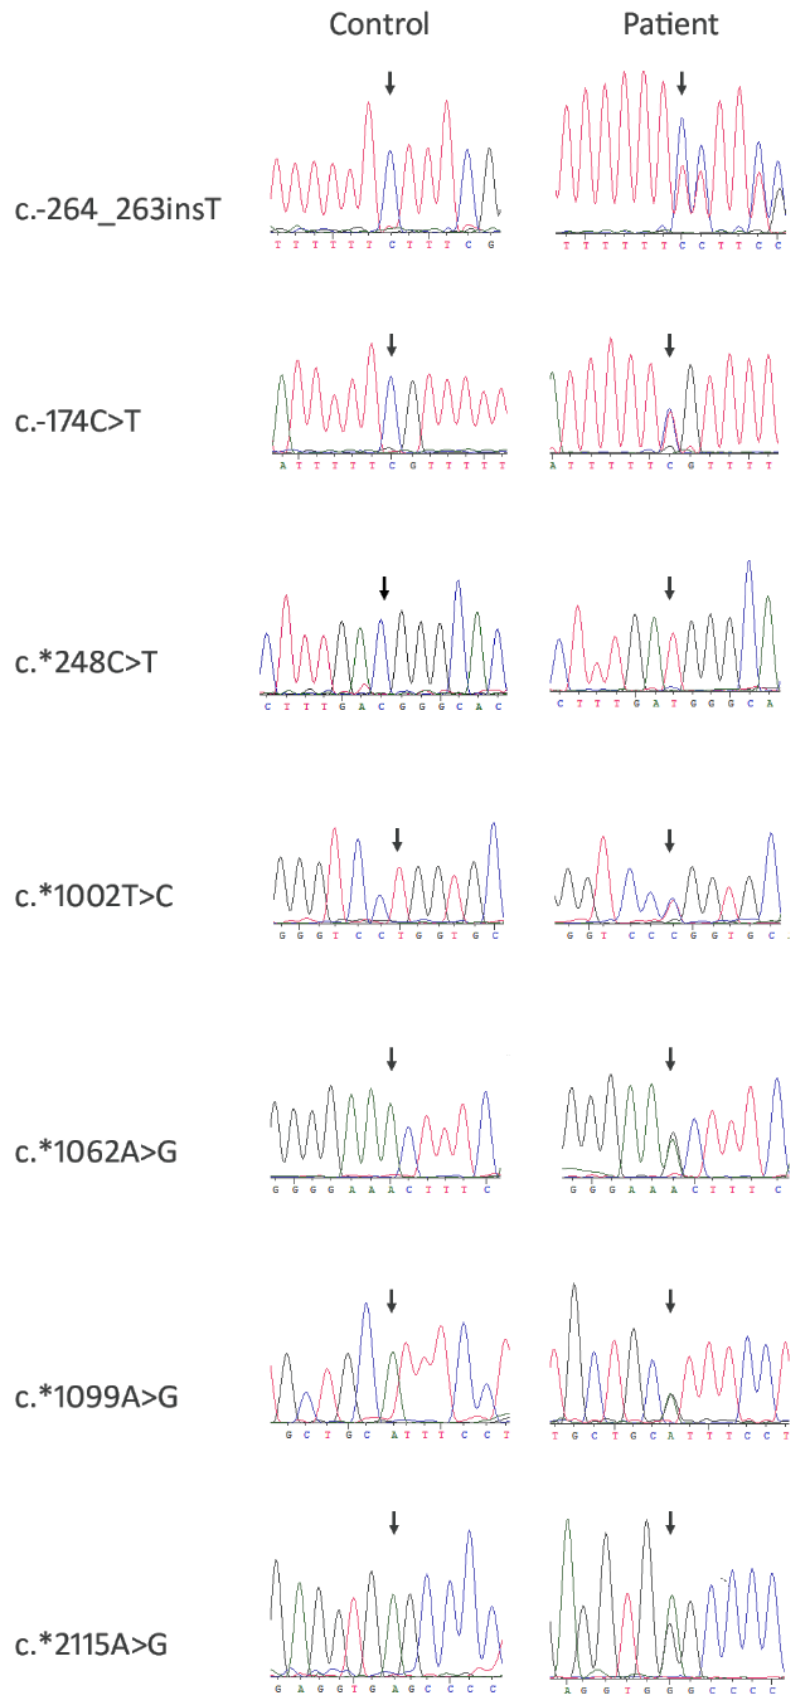 Control Patient
c.-264_263insT
T T T T T T C T T T C G T T T T T T C C T T C C
c.-174C>T
A T T T T T C G T T T T T A T T T T T C G T T T T
c.*248C>T
C T T T G A C G G G C A C C T T T G A T G G G C A
c.*1002T>C
G G G T C C T G G T G C G G T C C C G G T G C
c.*1062A>G
G G G G A A A C T T T C G G G A A A C T T T C
c.*1099A>G
G C T G C A T T T C C T T G C T G C A T T T C C T
c.*2115A>G
G A G G T G A G C C C C A G G T G G G C C C C